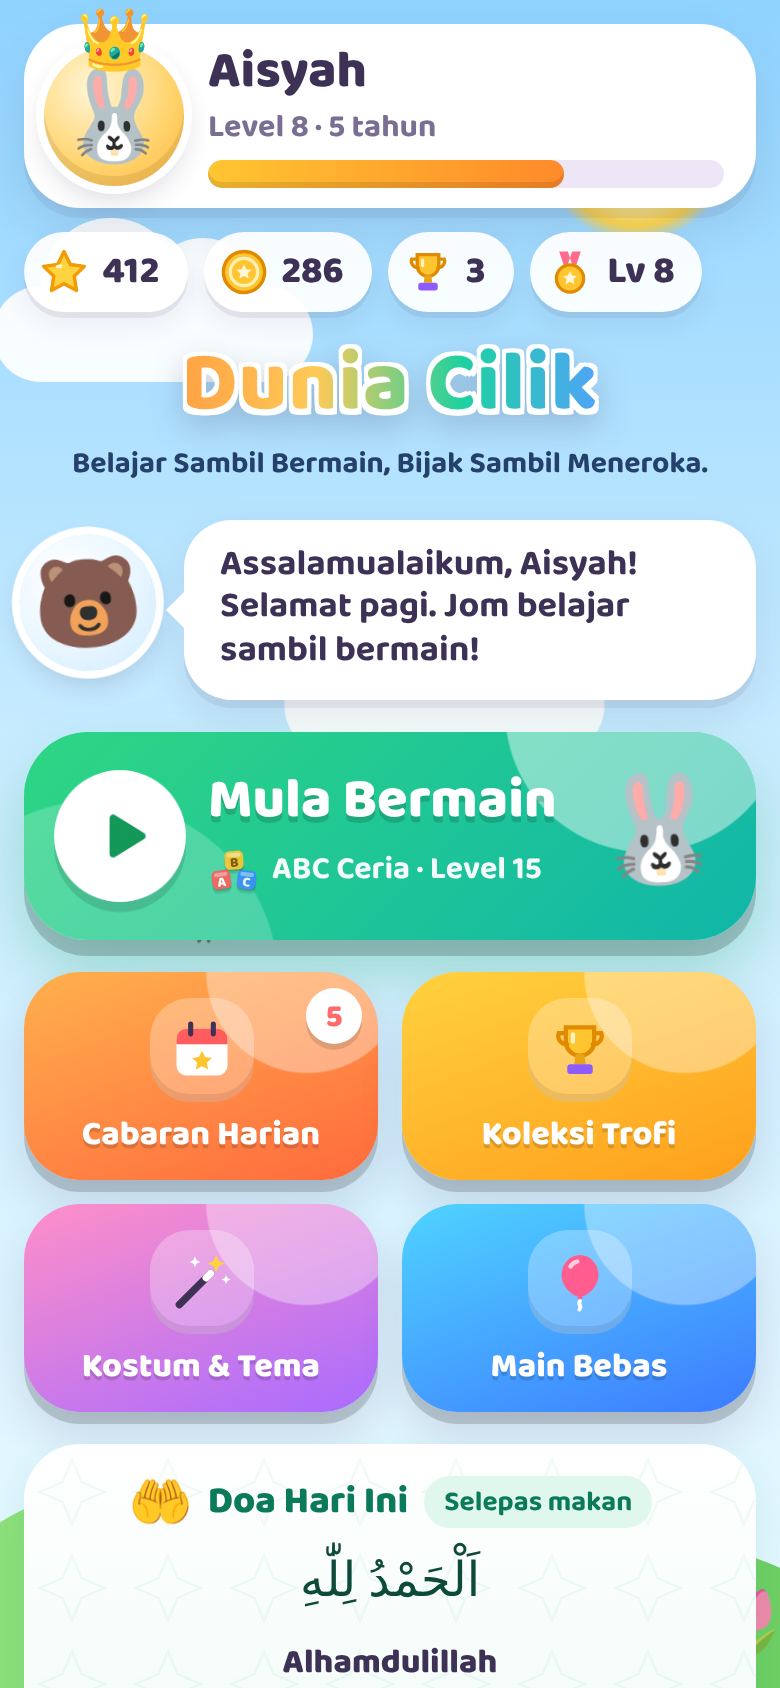 Aisyah
Level 8 · 5 tahun
412
286
3
Lv 8
Dunia Cilik
Belajar Sambil Bermain, Bijak Sambil Meneroka.
Assalamualaikum, Aisyah!
Selamat pagi. Jom belajar
sambil bermain!
Mula Bermain
B
A C
ABC Ceria · Level 15
5
Cabaran Harian
Koleksi Trofi
Kostum & Tema
Main Bebas
Doa Hari Ini
Selepas makan
اَلْحَمْدُ لِلّٰهِ
Alhamdulillah